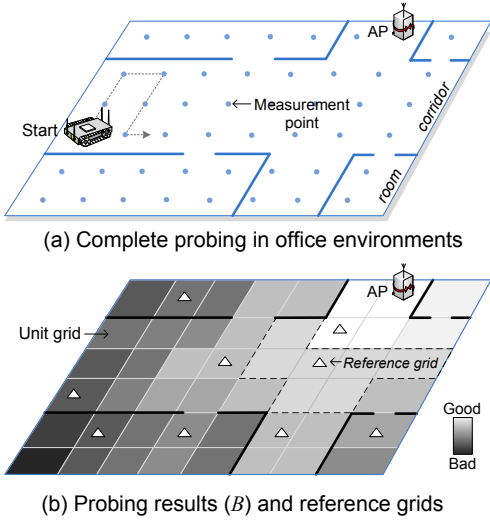 AP
Start
Measurement
point
corridor
room
(a) Complete probing in office environments
AP
Unit grid
Reference grid
Good
Bad
(b) Probing results (B) and reference grids